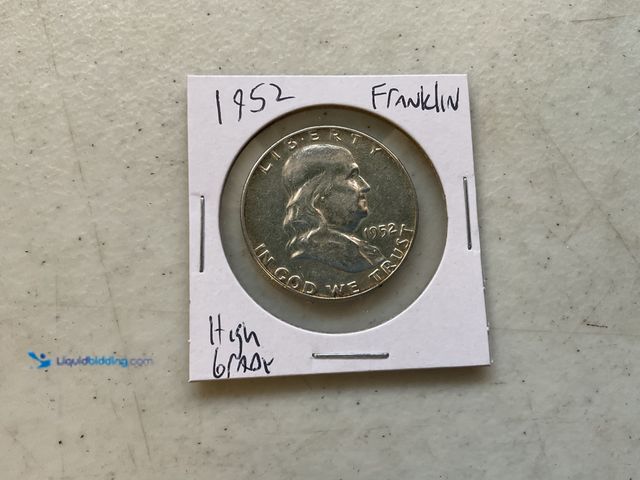 1952 Franklin
LIBERTY
1952
IN GOD WE TRUST
High
Grade
Liquidbidding.com